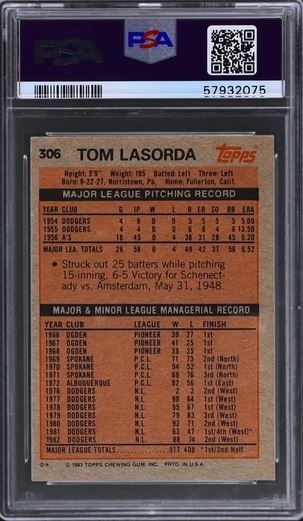 PSA
PSA
57932075
306 TOM LASORDA Topps
Height: 5'9" Weight: 195 Batted: Left Threw: Left
Born: 9-22-27, Norristown, Pa. Home: Fullerton, Calif.
MAJOR LEAGUE PITCHING RECORD
YEAR CLUB G IP W L R ER SO BB ERA
1954 DODGERS 4 9 0 0 5 5 5 5 5.00
1955 DODGERS 4 4 0 0 6 6 4 6 13.50
1956 A'S 18 45 0 4 38 31 28 45 6.20
MAJOR LEA. TOTALS 26 58 0 4 49 42 37 56 6.52
• Struck out 25 batters while pitching
15-inning, 6-5 Victory for Schenect-
ady vs. Amsterdam, May 31, 1948.
MAJOR & MINOR LEAGUE MANAGERIAL RECORD
YEAR CLUB LEAGUE W L FINISH
1966 OGDEN PIONEER 39 27 1st
1967 OGDEN PIONEER 41 25 1st
1968 OGDEN PIONEER 39 25 1st
1969 SPOKANE P.C.L. 71 73 2nd (North)
1970 SPOKANE P.C.L. 94 52 1st (North)
1971 SPOKANE P.C.L. 69 76 3rd (North)
1972 ALBUQUERQUE P.C.L. 92 56 1st (East)
1976 DODGERS N.L. 2 2 2nd (West)
1977 DODGERS N.L. 98 64 1st (West)
1978 DODGERS N.L. 95 67 1st (West)
1979 DODGERS N.L. 79 83 3rd (West)
1980 DODGERS N.L. 92 71 2nd (West)
1981 DODGERS N.L. 63 47 1st-4th (West)*
1982 DODGERS N.L. 88 74 2nd (West)
MAJOR LEAGUE TOTALS 517 408 *1st/2nd Half
D* © 1983 TOPPS CHEWING GUM, INC. PRTD. IN U.S.A.